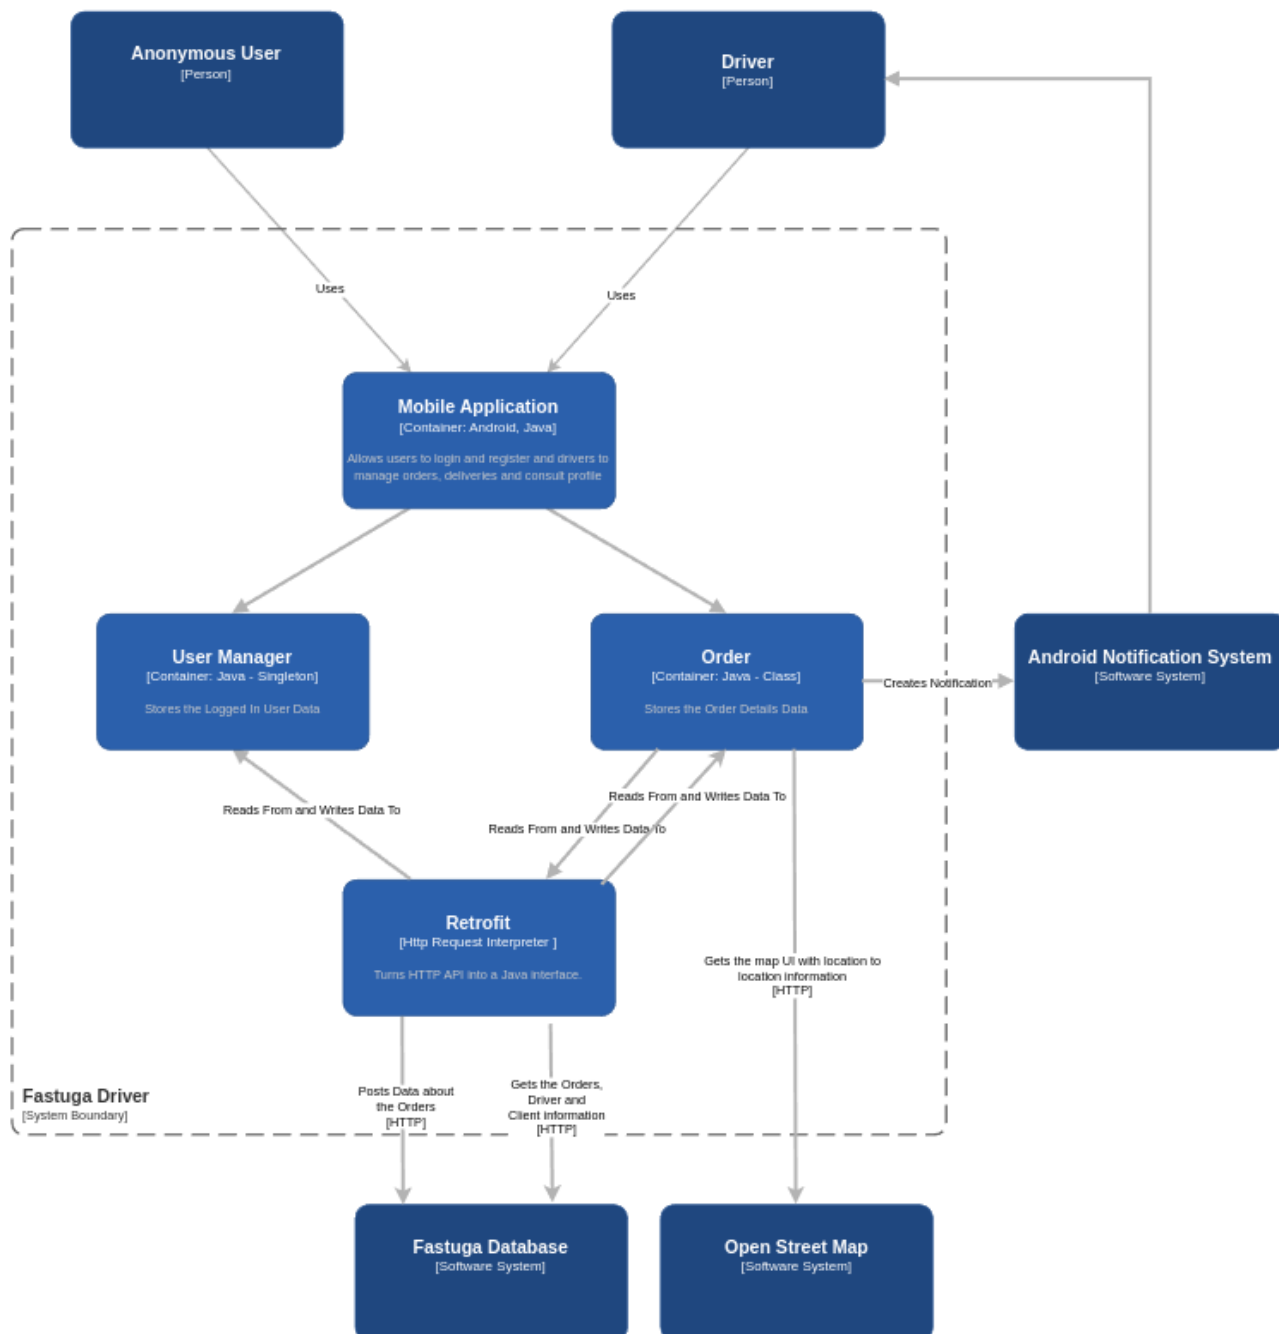 Anonymous User
[Person]
Driver
[Person]
Uses
Uses
Mobile Application
[Container: Android, Java]
Allows users to login and register and drivers to
manage orders, deliveries and consult profile
User Manager
[Container: Java - Singleton]
Stores the Logged In User Data
Order
[Container: Java - Class]
Stores the Order Details Data
Creates Notification
Android Notification System
[Software System]
Reads From and Writes Data To
Reads From and Writes Data To
Reads From and Writes Data To
Retrofit
[Http Request Interpreter ]
Turns HTTP API into a Java interface.
Gets the map UI with location to
location information
[HTTP]
Posts Data about
the Orders
[HTTP]
Gets the Orders,
Driver and
Client information
[HTTP]
Fastuga Driver
[System Boundary]
Fastuga Database
[Software System]
Open Street Map
[Software System]